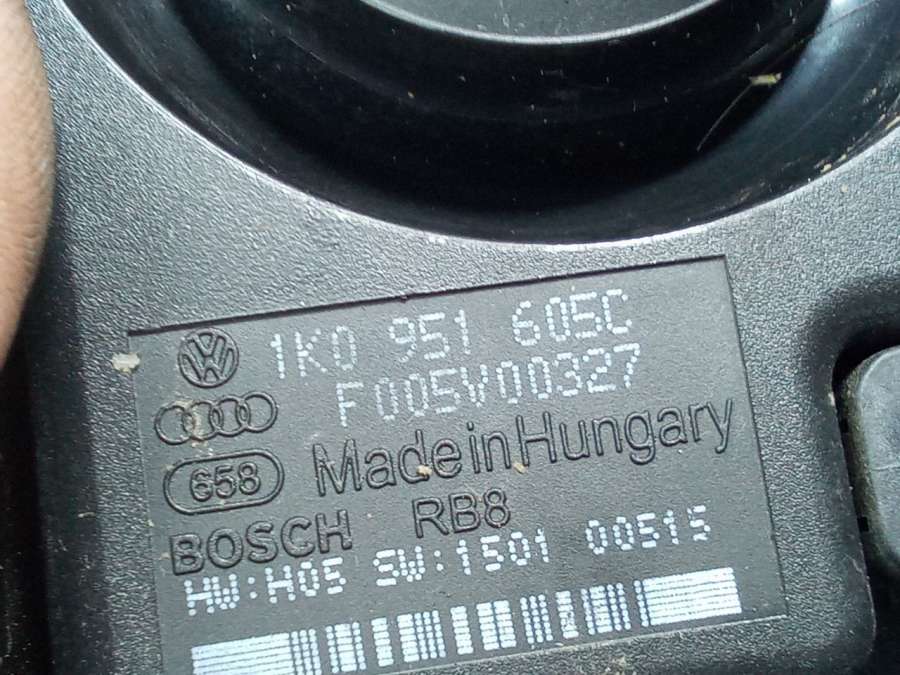 1K0 951 605C
F005V00327
Made in Hungary
658
BOSCH RB8
HW:H05 SW:1501 00515